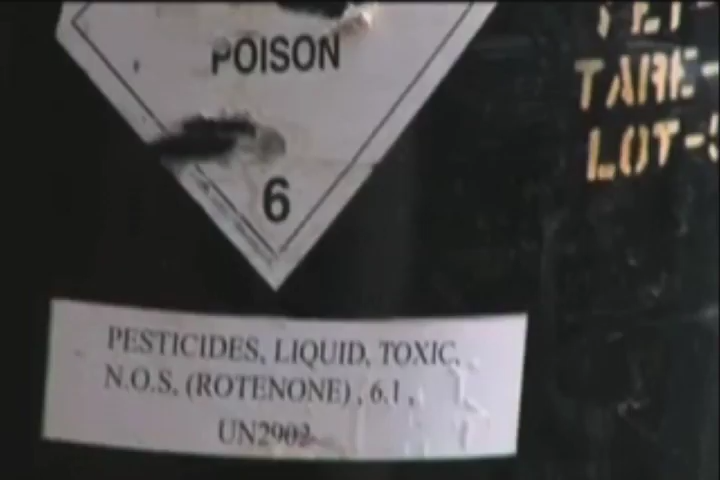 POISON
6
TARE-
LOT-
PESTICIDES, LIQUID, TOXIC,
N.O.S, (ROTENONE), 6.1,
UN2902